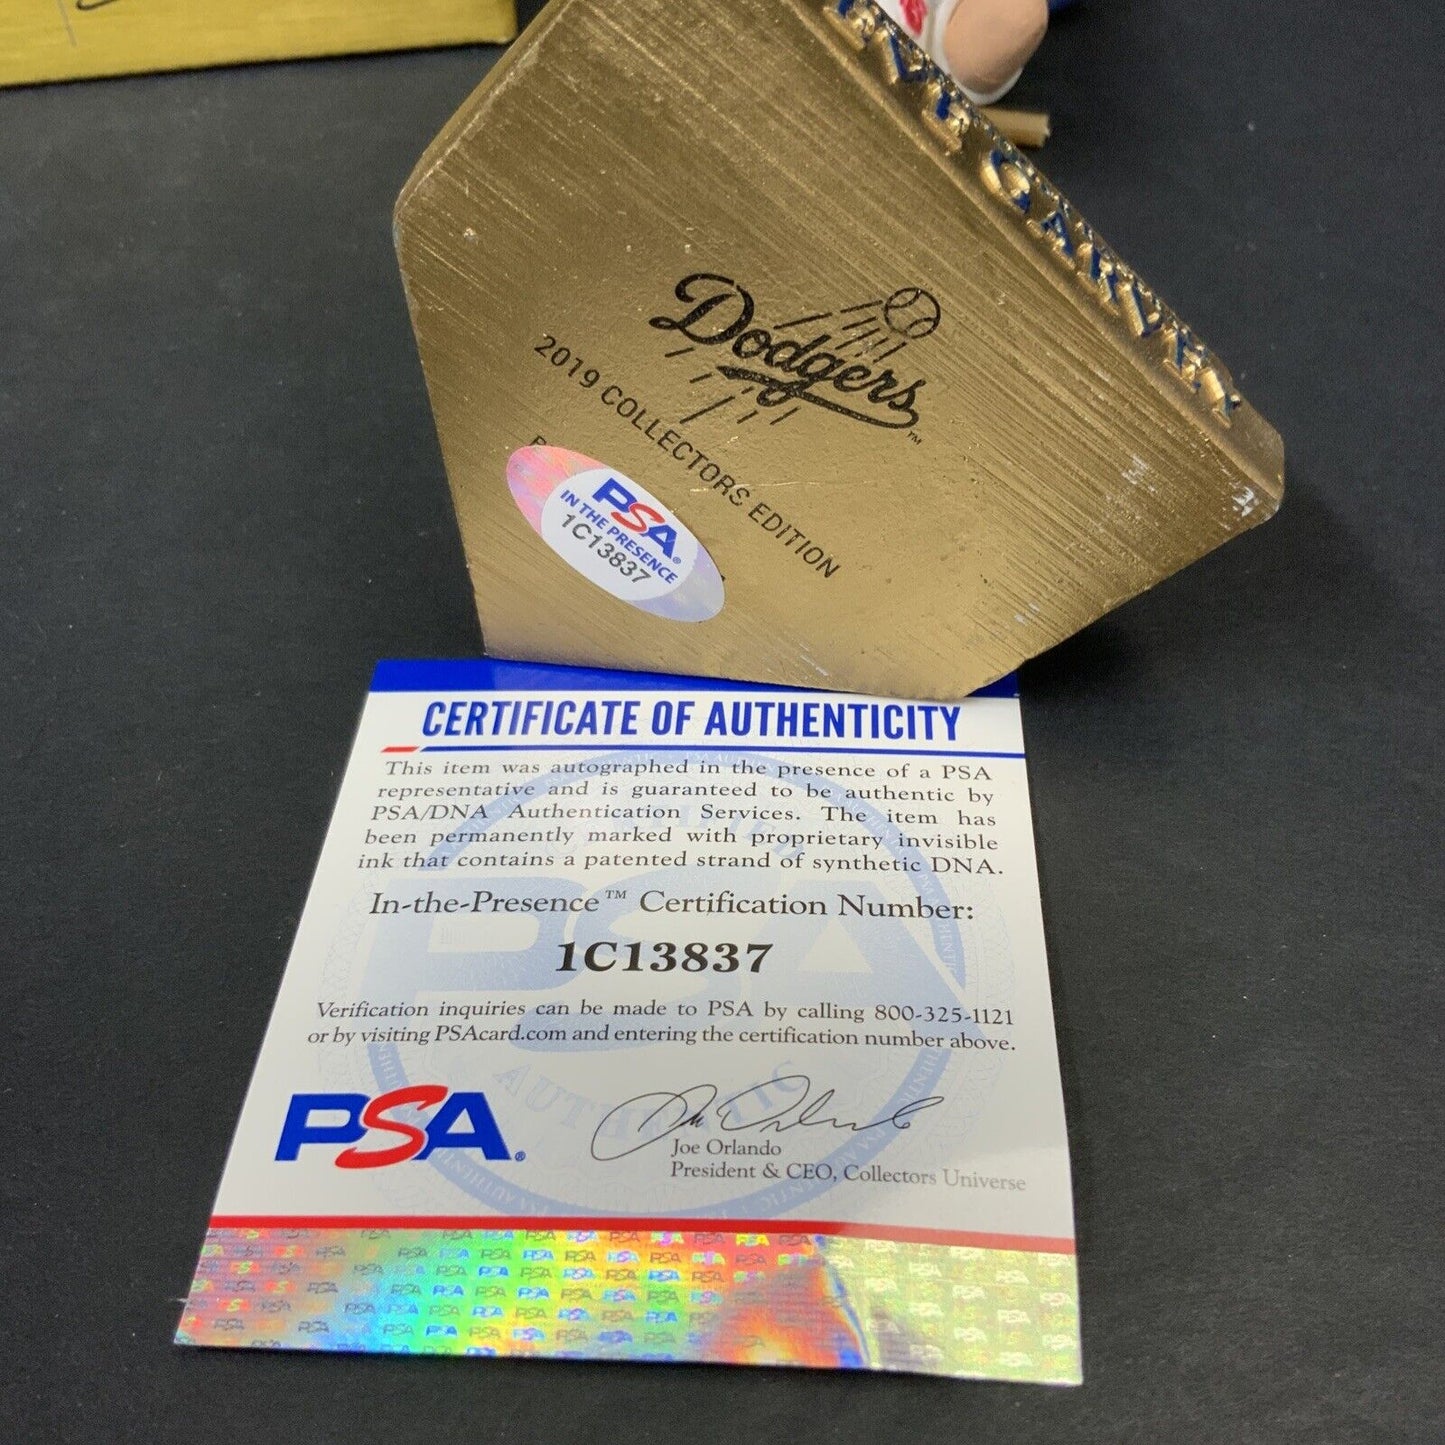 GARVEY
Dodgers™
2019 COLLECTORS EDITION
PSA®
IN THE PRESENCE
1C13837
CERTIFICATE OF AUTHENTICITY
This item was autographed in the presence of a PSA
representative and is guaranteed to be authentic by
PSA/DNA Authentication Services. The item has
been permanently marked with proprietary invisible
ink that contains a patented strand of synthetic DNA.
In-the-Presence™ Certification Number:
1C13837
Verification inquiries can be made to PSA by calling 800-325-1121
or by visiting PSAcard.com and entering the certification number above.
PSA®
Joe Orlando
President & CEO, Collectors Universe